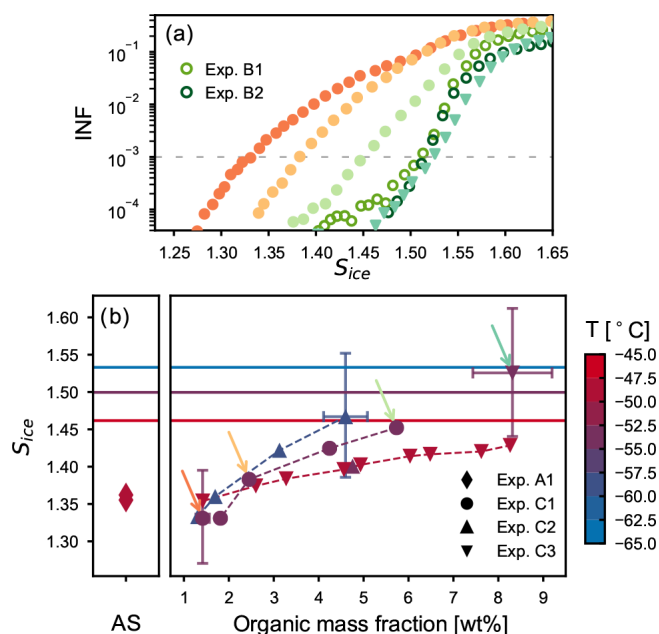 (a)
Exp. B1
Exp. B2
INF
10⁻¹
10⁻²
10⁻³
10⁻⁴
1.25 1.30 1.35 1.40 1.45 1.50 1.55 1.60 1.65
S_ice
(b)
S_ice
1.60
1.55
1.50
1.45
1.40
1.35
1.30
Exp. A1
Exp. C1
Exp. C2
Exp. C3
AS
1 2 3 4 5 6 7 8 9
Organic mass fraction [wt%]
T [°C]
−45.0
−47.5
−50.0
−52.5
−55.0
−57.5
−60.0
−62.5
−65.0